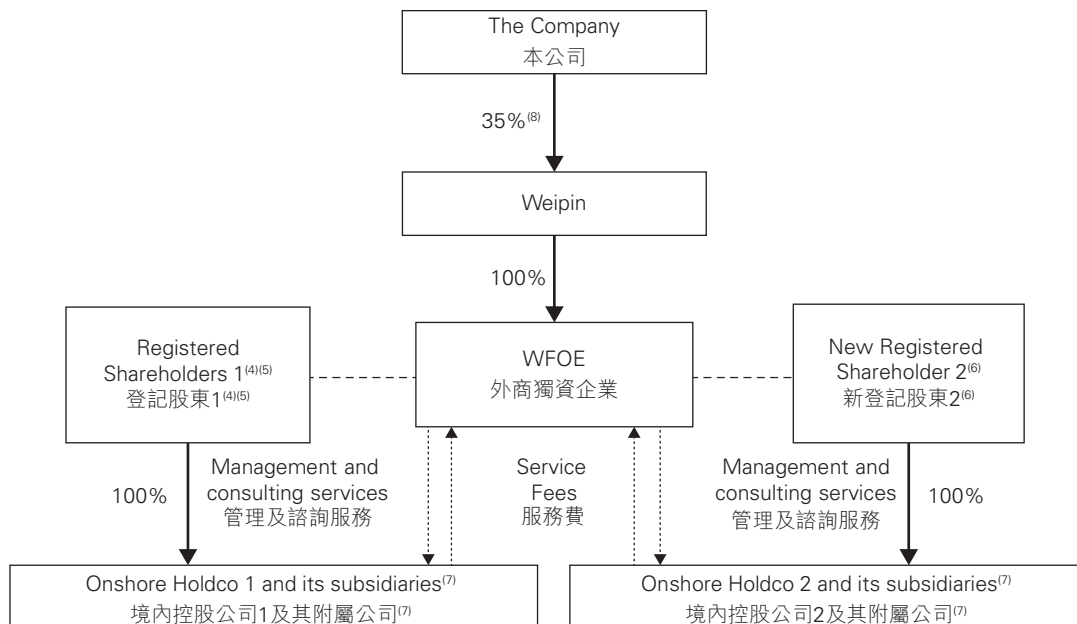 The Company
本公司
35%(8)
Weipin
100%
Registered
Shareholders 1(4)(5)
登記股東1(4)(5)
WFOE
外商獨資企業
New Registered
Shareholder 2(6)
新登記股東2(6)
100%
Management and
consulting services
管理及諮詢服務
Service
Fees
服務費
Management and
consulting services
管理及諮詢服務
100%
Onshore Holdco 1 and its subsidiaries(7)
境內控股公司1及其附屬公司(7)
Onshore Holdco 2 and its subsidiaries(7)
境內控股公司2及其附屬公司(7)